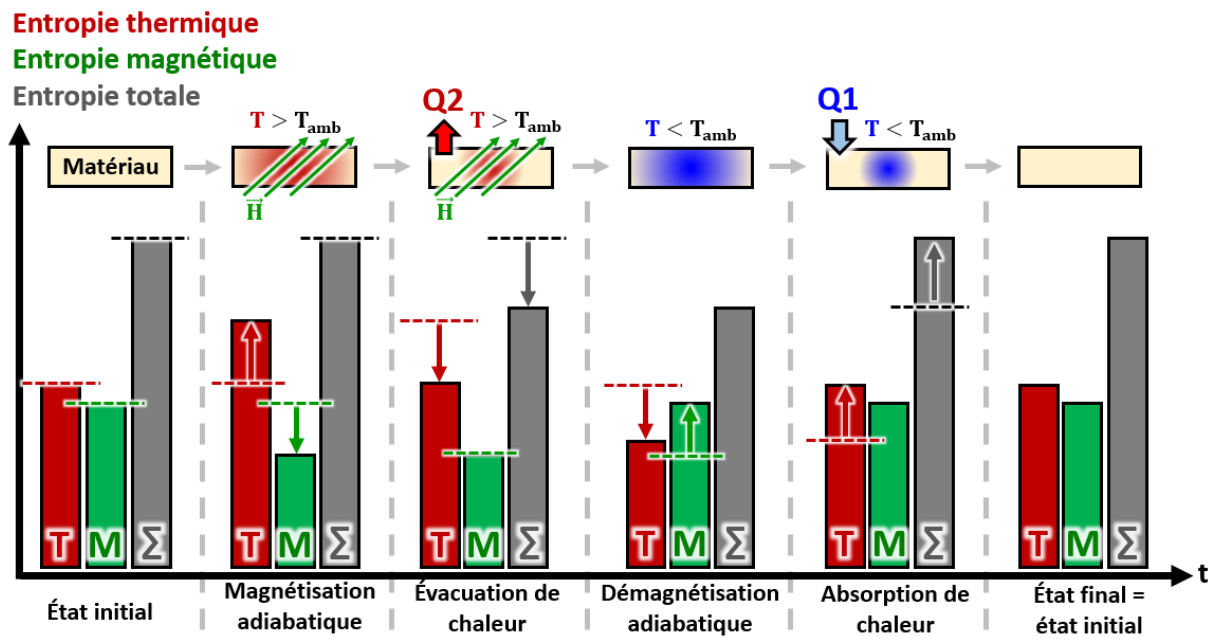 Entropie thermique
Entropie magnétique
Entropie totale
Matériau
T > Tamb
H
Q2
T > Tamb
H
T < Tamb
Q1
T < Tamb
T M Σ
T M Σ
T M Σ
T M Σ
T M Σ
T M Σ
t
État initial
Magnétisation
adiabatique
Évacuation de
chaleur
Démagnétisation
adiabatique
Absorption de
chaleur
État final =
état initial